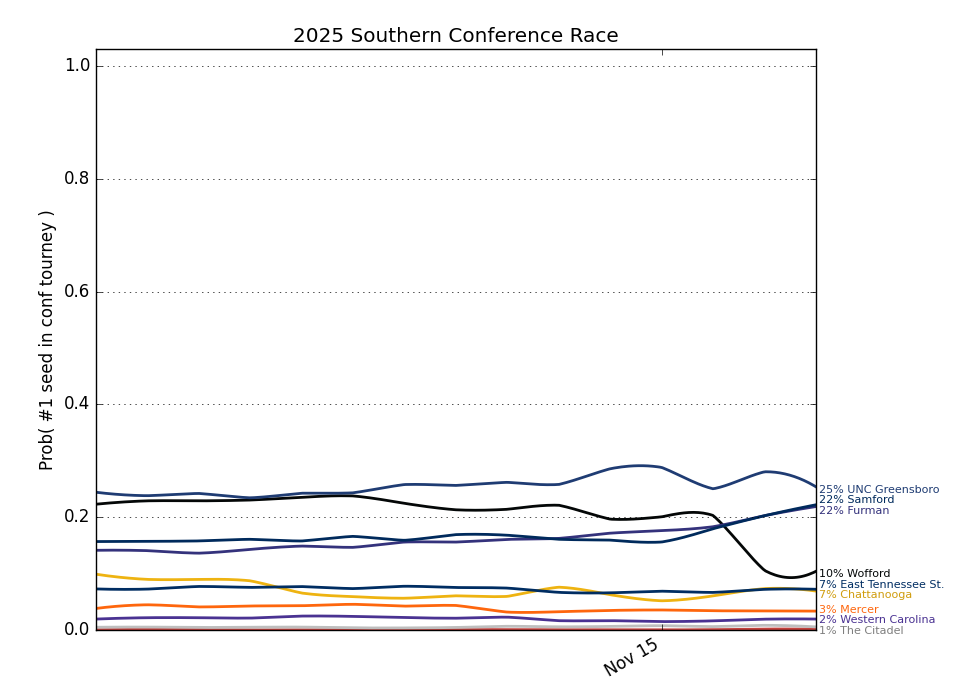 2025 Southern Conference Race
Prob( #1 seed in conf tourney )
1.0
0.8
0.6
0.4
0.2
0.0
Nov 15
25% UNC Greensboro
22% Samford
22% Furman
10% Wofford
7% East Tennessee St.
7% Chattanooga
3% Mercer
2% Western Carolina
1% The Citadel